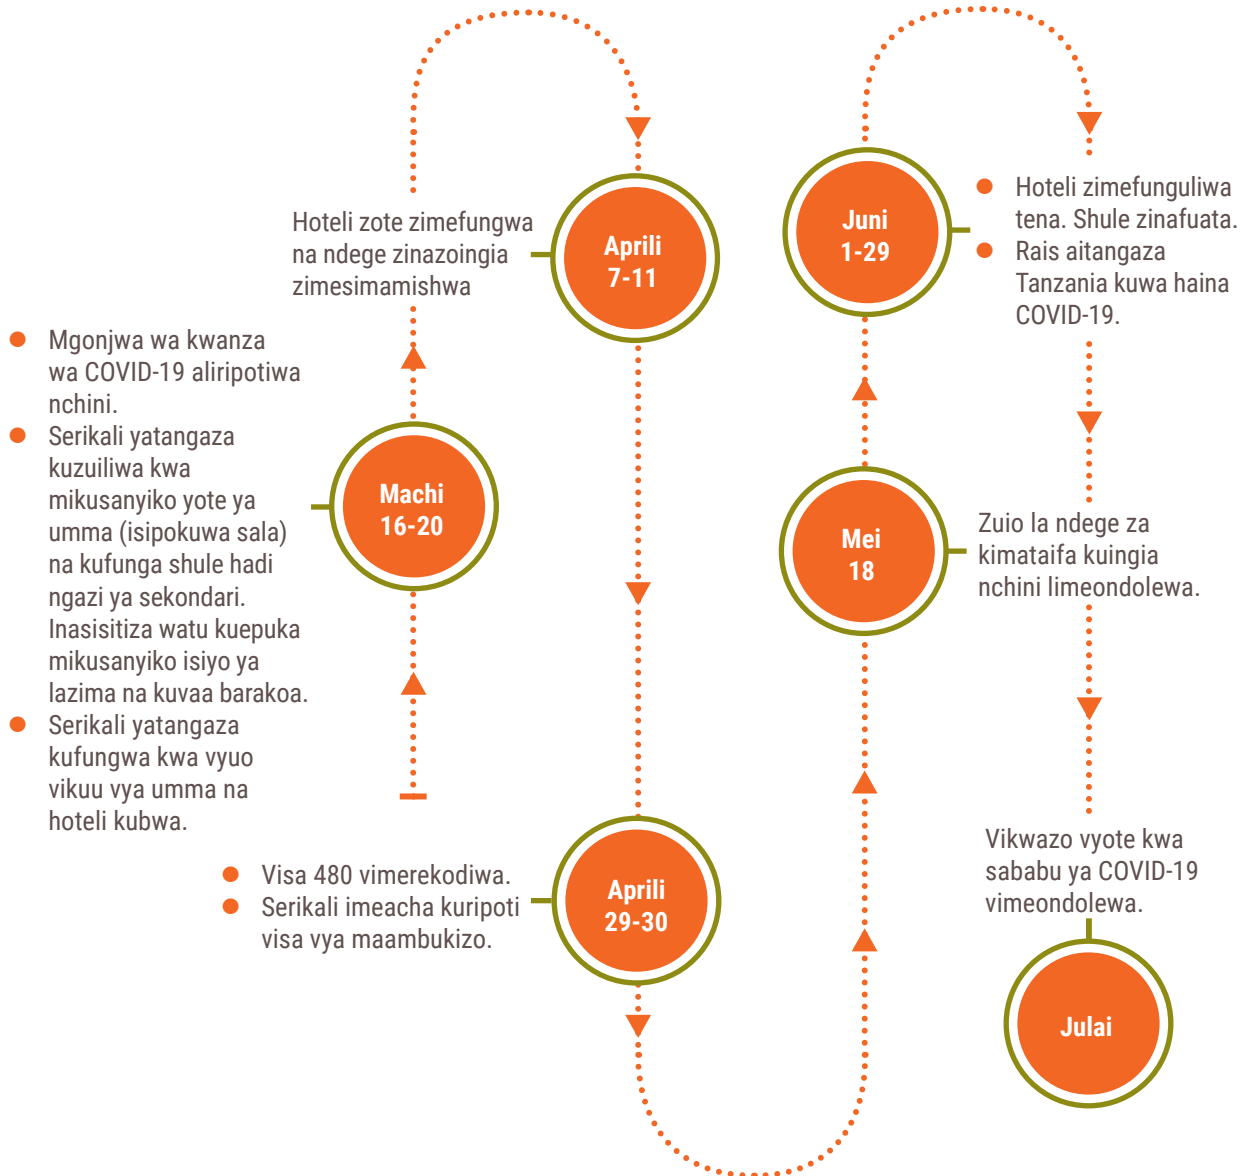 Mgonjwa wa kwanza
wa COVID-19 aliripotiwa
nchini.
Serikali yatangaza
kuzuiliwa kwa
mikusanyiko yote ya
umma (isipokuwa sala)
na kufunga shule hadi
ngazi ya sekondari.
Inasisitiza watu kuepuka
mikusanyiko isiyo ya
lazima na kuvaa barakoa.
Serikali yatangaza
kufungwa kwa vyuo
vikuu vya umma na
hoteli kubwa.
Machi
16-20
Hoteli zote zimefungwa
na ndege zinazoingia
zimesimamishwa
Aprili
7-11
Visa 480 vimerekodiwa.
Serikali imeacha kuripoti
visa vya maambukizo.
Aprili
29-30
Mei
18
Zuio la ndege za
kimataifa kuingia
nchini limeondolewa.
Juni
1-29
Hoteli zimefunguliwa
tena. Shule zinafuata.
Rais aitangaza
Tanzania kuwa haina
COVID-19.
Vikwazo vyote kwa
sababu ya COVID-19
vimeondolewa.
Julai